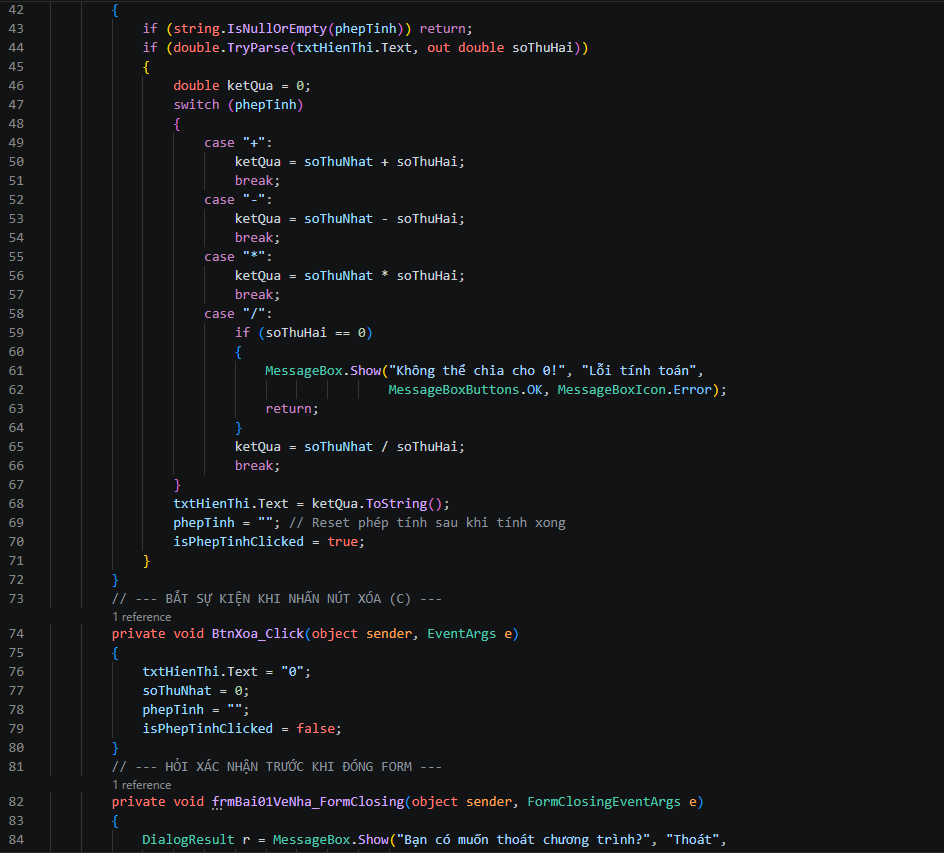 42 {
43 if (string.IsNullOrEmpty(phepTinh)) return;
44 if (double.TryParse(txtHienThi.Text, out double soThuHai))
45 {
46 double ketQua = 0;
47 switch (phepTinh)
48 {
49 case "+":
50 ketQua = soThuNhat + soThuHai;
51 break;
52 case "-":
53 ketQua = soThuNhat - soThuHai;
54 break;
55 case "*":
56 ketQua = soThuNhat * soThuHai;
57 break;
58 case "/":
59 if (soThuHai == 0)
60 {
61 MessageBox.Show("Không thể chia cho 0!", "Lỗi tính toán",
62 MessageBoxButtons.OK, MessageBoxIcon.Error);
63 return;
64 }
65 ketQua = soThuNhat / soThuHai;
66 break;
67 }
68 txtHienThi.Text = ketQua.ToString();
69 phepTinh = ""; // Reset phép tính sau khi tính xong
70 isPhepTinhClicked = true;
71 }
72 }
73 // --- BẮT SỰ KIỆN KHI NHẤN NÚT XÓA (C) ---
1 reference
74 private void BtnXoa_Click(object sender, EventArgs e)
75 {
76 txtHienThi.Text = "0";
77 soThuNhat = 0;
78 phepTinh = "";
79 isPhepTinhClicked = false;
80 }
81 // --- HỎI XÁC NHẬN TRƯỚC KHI ĐÓNG FORM ---
1 reference
82 private void frmBai01VeNha_FormClosing(object sender, FormClosingEventArgs e)
83 {
84 DialogResult r = MessageBox.Show("Bạn có muốn thoát chương trình?", "Thoát",